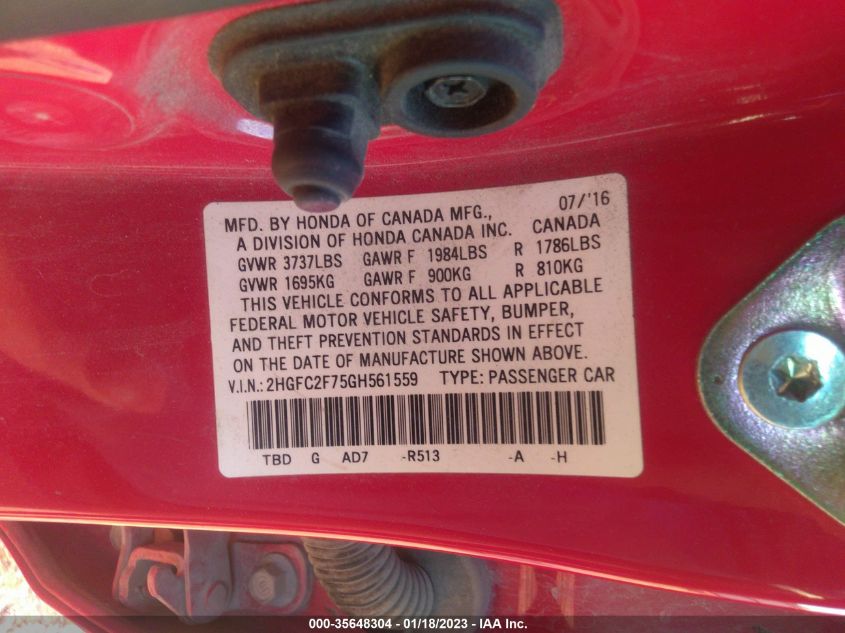 07/'16
MFD. BY HONDA OF CANADA MFG.,
A DIVISION OF HONDA CANADA INC. CANADA
GVWR 3737LBS GAWR F 1984LBS R 1786LBS
GVWR 1695KG GAWR F 900KG R 810KG
THIS VEHICLE CONFORMS TO ALL APPLICABLE
FEDERAL MOTOR VEHICLE SAFETY, BUMPER,
AND THEFT PREVENTION STANDARDS IN EFFECT
ON THE DATE OF MANUFACTURE SHOWN ABOVE.
V.I.N.: 2HGFC2F75GH561559 TYPE: PASSENGER CAR
TBD G AD7 -R513 -A -H
000-35648304 - 01/18/2023 - IAA Inc.